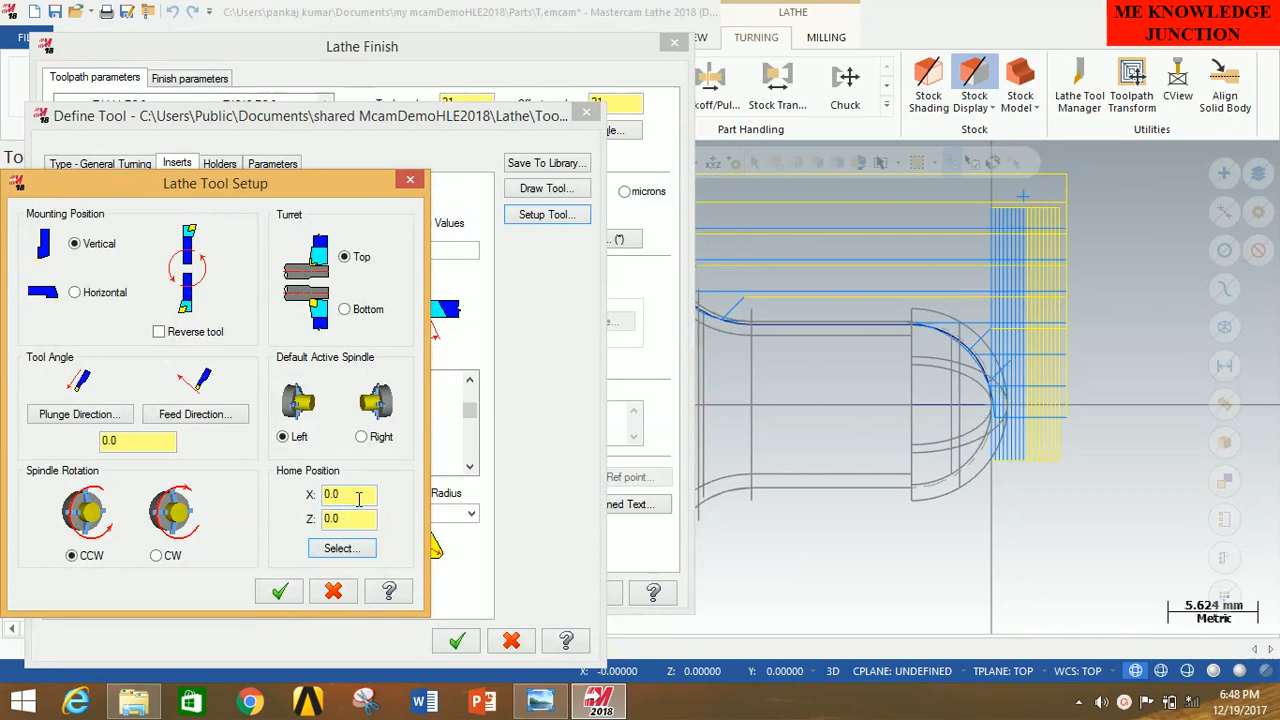 C:\Users\pankaj kumar\Documents\my mcamDemoHLE2018\Parts\T.emcam* - Mastercam Lathe 2018 (D...
LATHE
ME KNOWLEDGE
JUNCTION
TURNING
MILLING
Lathe Finish
Toolpath parameters
Finish parameters
Define Tool - C:\Users\Public\Documents\shared McamDemoHLE2018\Lathe\Too...
Type - General Turning
Inserts
Holders
Parameters
Save To Library...
Draw Tool...
Setup Tool...
microns
Values
Radius
Ref point...
Lathe Tool Setup
Mounting Position
Vertical
Horizontal
Reverse tool
Turret
Top
Bottom
Tool Angle
Plunge Direction...
Feed Direction...
0.0
Default Active Spindle
Left
Right
Spindle Rotation
CCW
CW
Home Position
X: 0.0
Z: 0.0
Select...
koff/Pul...
Stock Tran...
Chuck
Part Handling
Stock
Shading
Stock
Display
Stock
Model
Stock
Lathe Tool
Manager
Toolpath
Transform
CView
Align
Solid Body
Utilities
5.624 mm
Metric
X: -0.00000
Z: 0.00000
Y: 0.00000
3D
CPLANE: UNDEFINED
TPLANE: TOP
WCS: TOP
2018
6:48 PM
12/19/2017